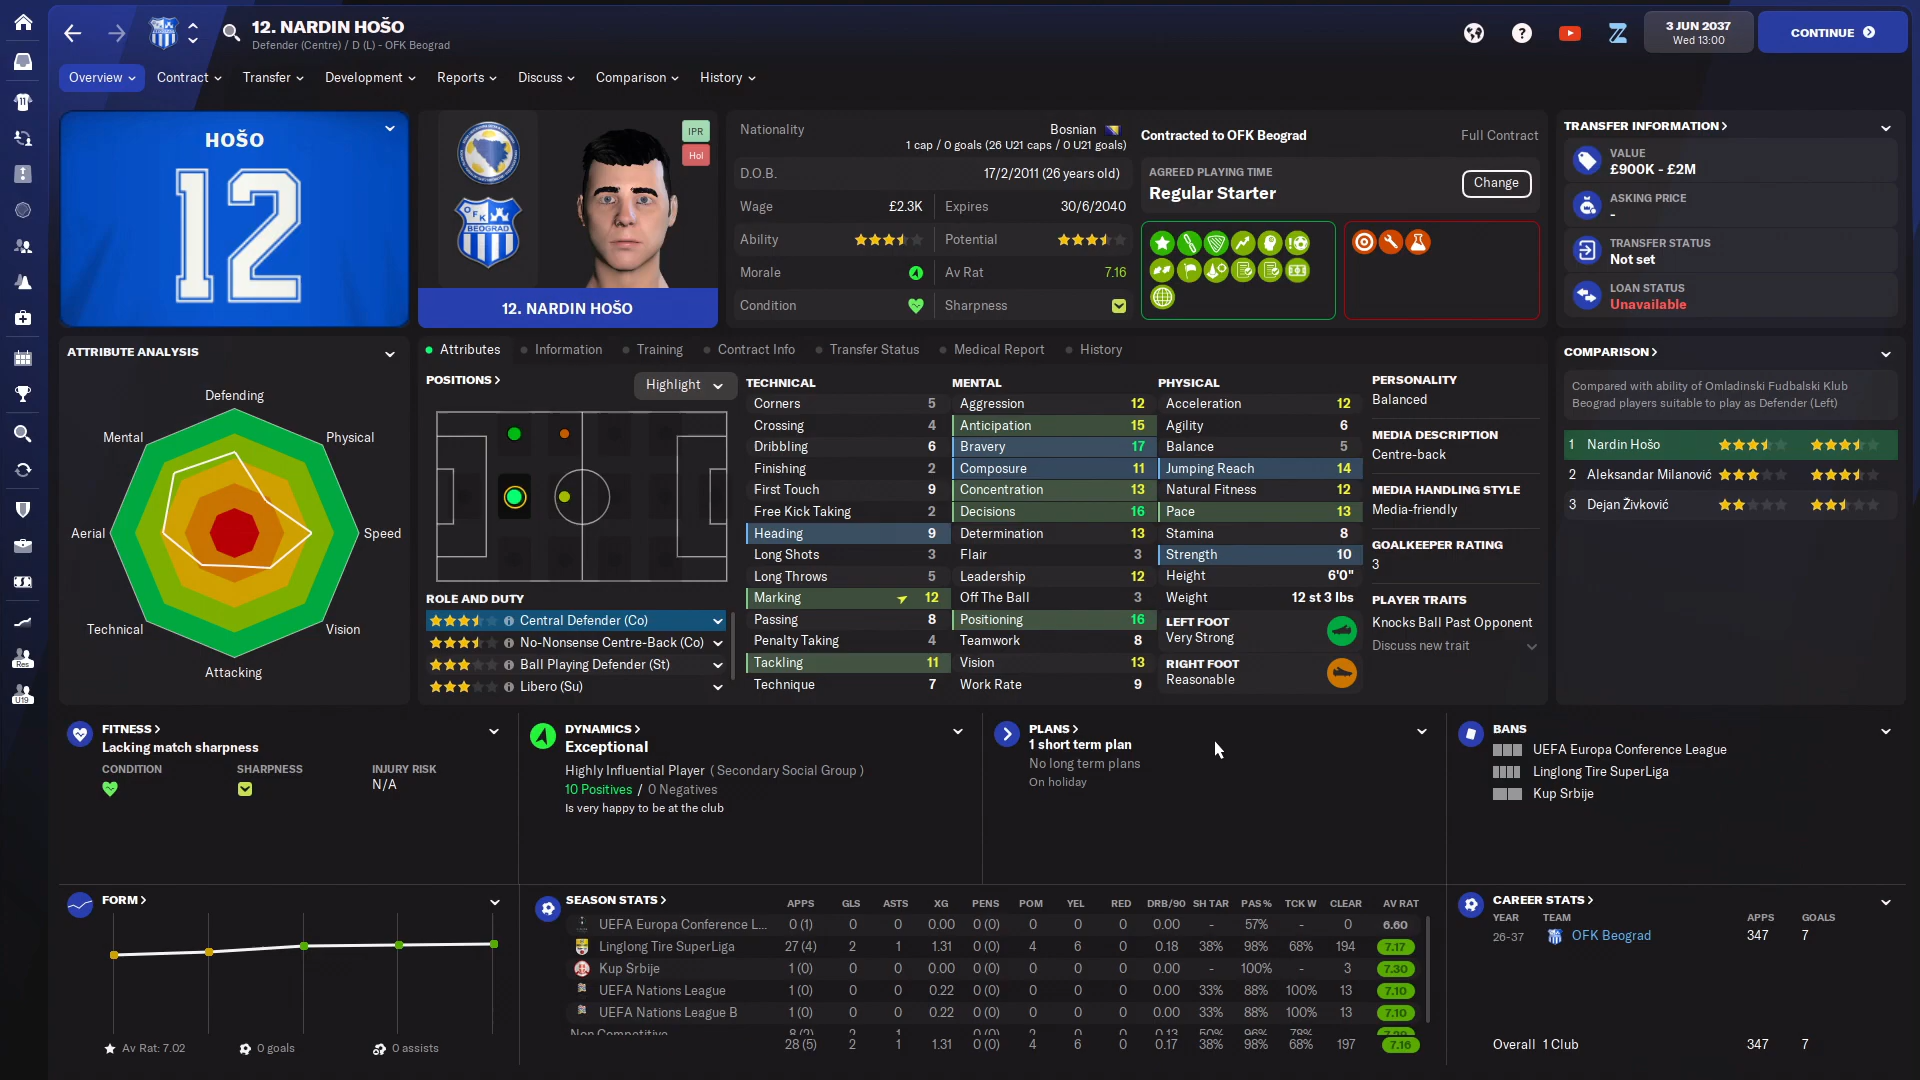 12. NARDIN HOŠO
Defender (Centre) / D (L) - OFK Beograd
3 JUN 2037
Wed 13:00
CONTINUE
Overview
Contract
Transfer
Development
Reports
Discuss
Comparison
History
HOŠO
12
OFK
BEOGRAD
IPR
Hol
12. NARDIN HOŠO
Nationality
Bosnian
1 cap / 0 goals (26 U21 caps / 0 U21 goals)
D.O.B.
17/2/2011 (26 years old)
Wage £2.3K
Expires 30/6/2040
Ability
Potential
Morale
Av Rat 7.16
Condition
Sharpness
Contracted to OFK Beograd
Full Contract
AGREED PLAYING TIME
Regular Starter
Change
TRANSFER INFORMATION >
VALUE
£900K - £2M
ASKING PRICE
-
TRANSFER STATUS
Not set
LOAN STATUS
Unavailable
ATTRIBUTE ANALYSIS
Defending
Physical
Speed
Vision
Attacking
Technical
Aerial
Mental
Attributes
Information
Training
Contract Info
Transfer Status
Medical Report
History
POSITIONS >
Highlight
ROLE AND DUTY
Central Defender (Co)
No-Nonsense Centre-Back (Co)
Ball Playing Defender (St)
Libero (Su)
TECHNICAL
Corners 5
Crossing 4
Dribbling 6
Finishing 2
First Touch 9
Free Kick Taking 2
Heading 9
Long Shots 3
Long Throws 5
Marking 12
Passing 8
Penalty Taking 4
Tackling 11
Technique 7
MENTAL
Aggression 12
Anticipation 15
Bravery 17
Composure 11
Concentration 13
Decisions 16
Determination 13
Flair 3
Leadership 12
Off The Ball 3
Positioning 16
Teamwork 8
Vision 13
Work Rate 9
PHYSICAL
Acceleration 12
Agility 6
Balance 5
Jumping Reach 14
Natural Fitness 12
Pace 13
Stamina 8
Strength 10
Height 6'0"
Weight 12 st 3 lbs
LEFT FOOT
Very Strong
RIGHT FOOT
Reasonable
PERSONALITY
Balanced
MEDIA DESCRIPTION
Centre-back
MEDIA HANDLING STYLE
Media-friendly
GOALKEEPER RATING
3
PLAYER TRAITS
Knocks Ball Past Opponent
Discuss new trait
COMPARISON >
Compared with ability of Omladinski Fudbalski Klub
Beograd players suitable to play as Defender (Left)
1 Nardin Hošo
2 Aleksandar Milanović
3 Dejan Živković
Res
U19
FITNESS >
Lacking match sharpness
CONDITION
SHARPNESS
INJURY RISK
N/A
DYNAMICS >
Exceptional
Highly Influential Player ( Secondary Social Group )
10 Positives / 0 Negatives
Is very happy to be at the club
PLANS >
1 short term plan
No long term plans
On holiday
BANS
UEFA Europa Conference League
Linglong Tire SuperLiga
Kup Srbije
FORM >
Av Rat: 7.02
0 goals
0 assists
SEASON STATS >
APPS GLS ASTS XG PENS POM YEL RED DRB/90 SH TAR PAS % TCK W CLEAR AV RAT
UEFA Europa Conference L... 0 (1) 0 0 0.00 0 (0) 0 0 0 0.00 - 57% - 0 6.60
Linglong Tire SuperLiga 27 (4) 2 1 1.31 0 (0) 4 6 0 0.18 38% 98% 68% 194 7.17
Kup Srbije 1 (0) 0 0 0.00 0 (0) 0 0 0 0.00 - 100% - 3 7.30
UEFA Nations League 1 (0) 0 0 0.22 0 (0) 0 0 0 0.00 33% 88% 100% 13 7.10
UEFA Nations League B 1 (0) 0 0 0.22 0 (0) 0 0 0 0.00 33% 88% 100% 13 7.10
Non Competitive 8 (2) 2 1 0 (0) 2 0 0 0.13 50% 96% 78%
28 (5) 2 1 1.31 0 (0) 4 6 0 0.17 38% 98% 68% 197 7.16
CAREER STATS >
YEAR TEAM APPS GOALS
26-37 OFK Beograd 347 7
Overall 1 Club 347 7